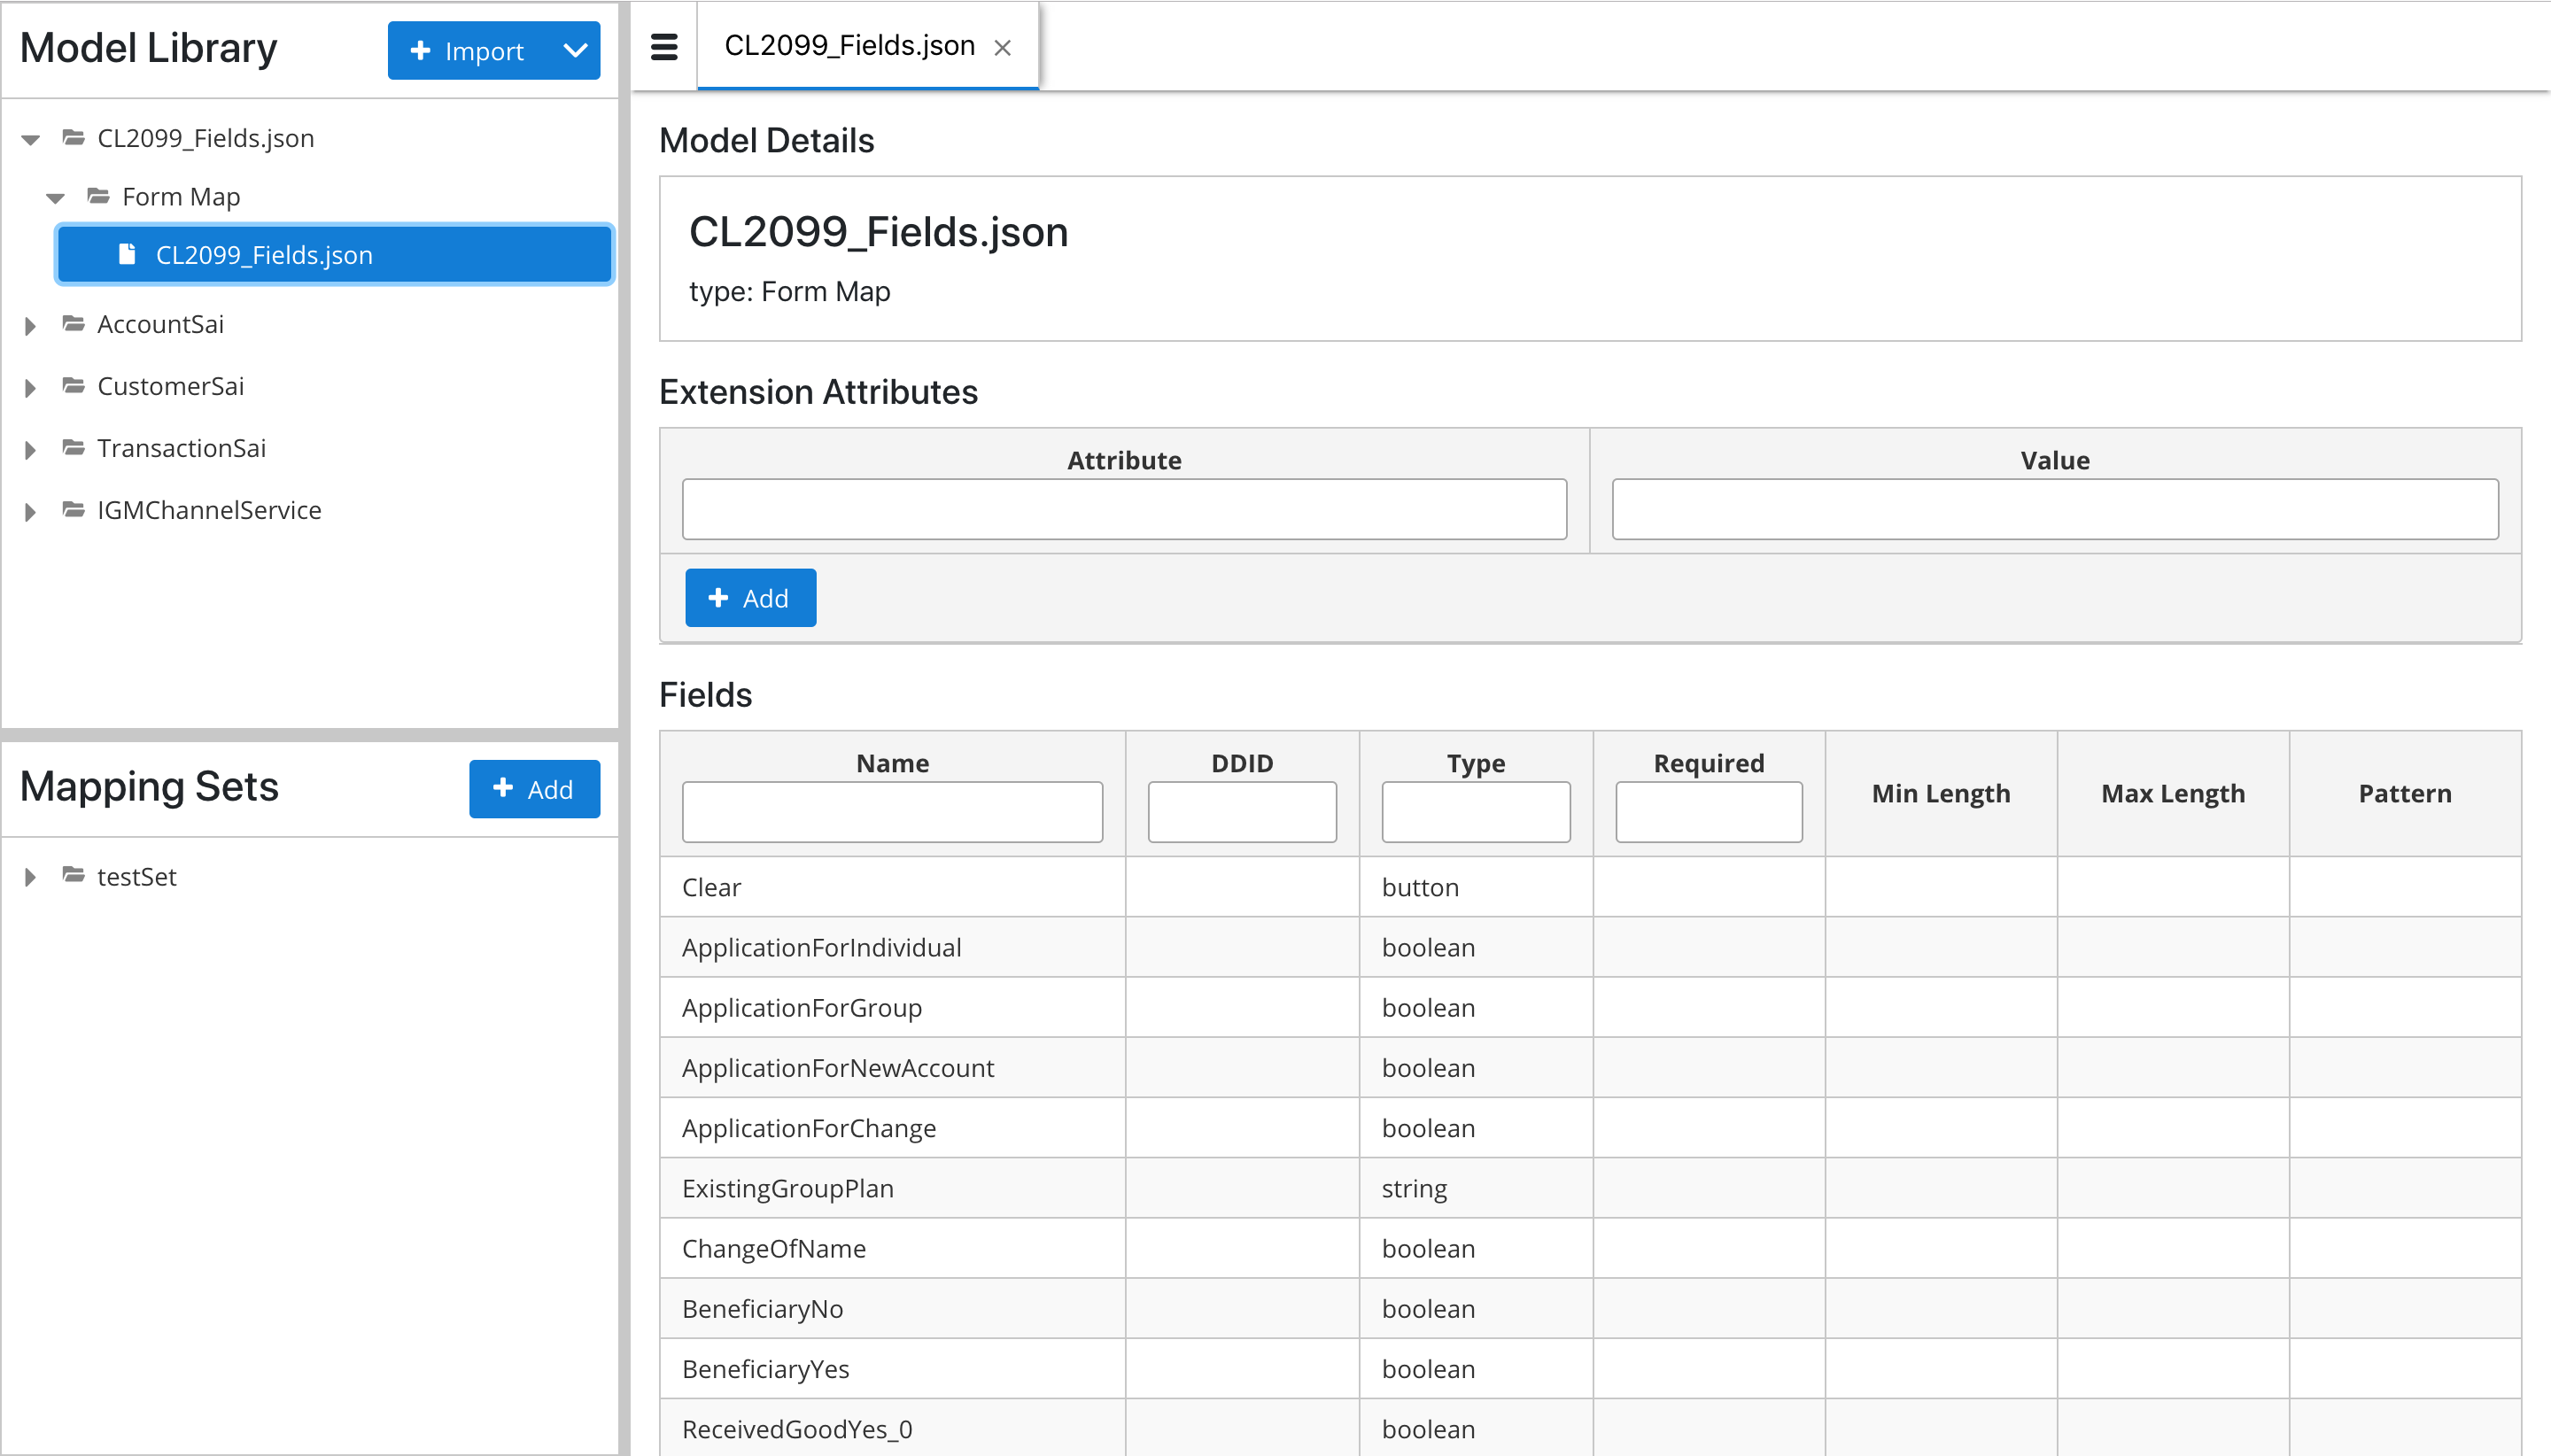 Model Library
Import
CL2099_Fields.json
Form Map
CL2099_Fields.json
AccountSai
CustomerSai
TransactionSai
IGMChannelService
Mapping Sets
Add
testSet
CL2099_Fields.json
Model Details
CL2099_Fields.json
type: Form Map
Extension Attributes
Attribute Value
Add
Fields
Name DDID Type Required Min Length Max Length Pattern
Clear button
ApplicationForIndividual boolean
ApplicationForGroup boolean
ApplicationForNewAccount boolean
ApplicationForChange boolean
ExistingGroupPlan string
ChangeOfName boolean
BeneficiaryNo boolean
BeneficiaryYes boolean
ReceivedGoodYes_0 boolean